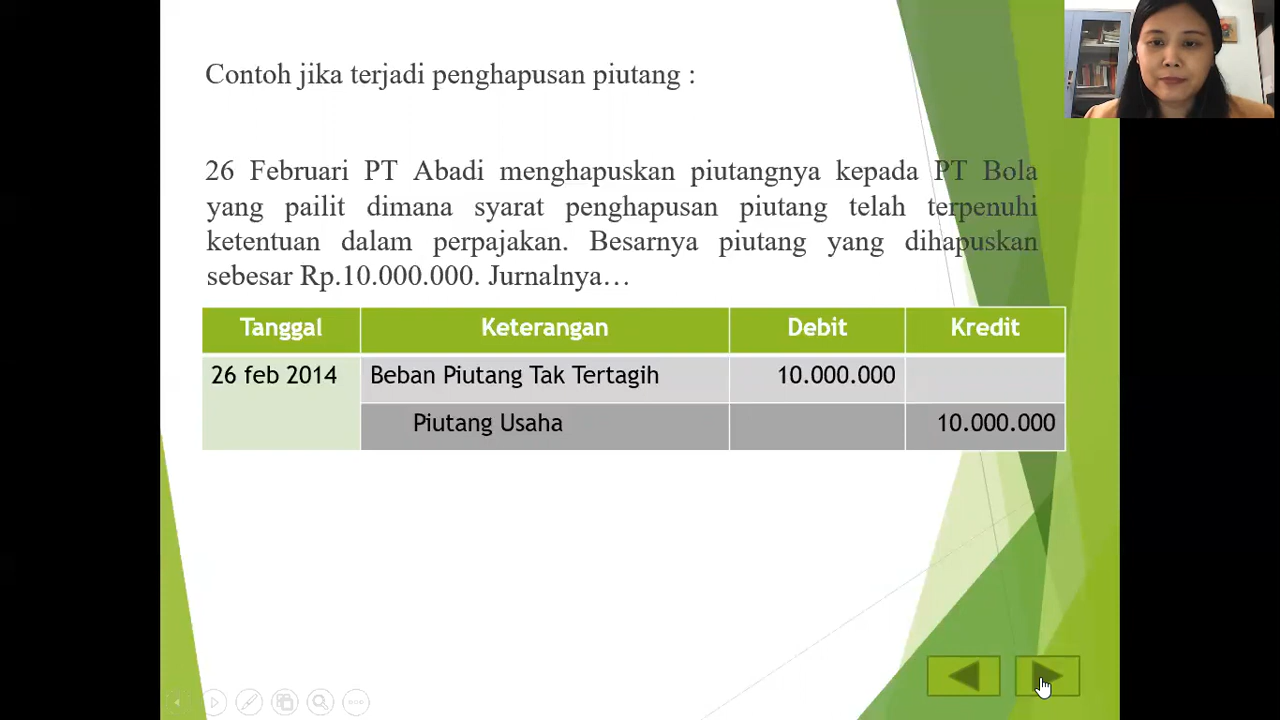 Contoh jika terjadi penghapusan piutang :
26 Februari PT Abadi menghapuskan piutangnya kepada PT Bola
yang pailit dimana syarat penghapusan piutang telah terpenuhi
ketentuan dalam perpajakan. Besarnya piutang yang dihapuskan
sebesar Rp.10.000.000. Jurnalnya…
Tanggal Keterangan Debit Kredit
26 feb 2014 Beban Piutang Tak Tertagih 10.000.000
Piutang Usaha 10.000.000